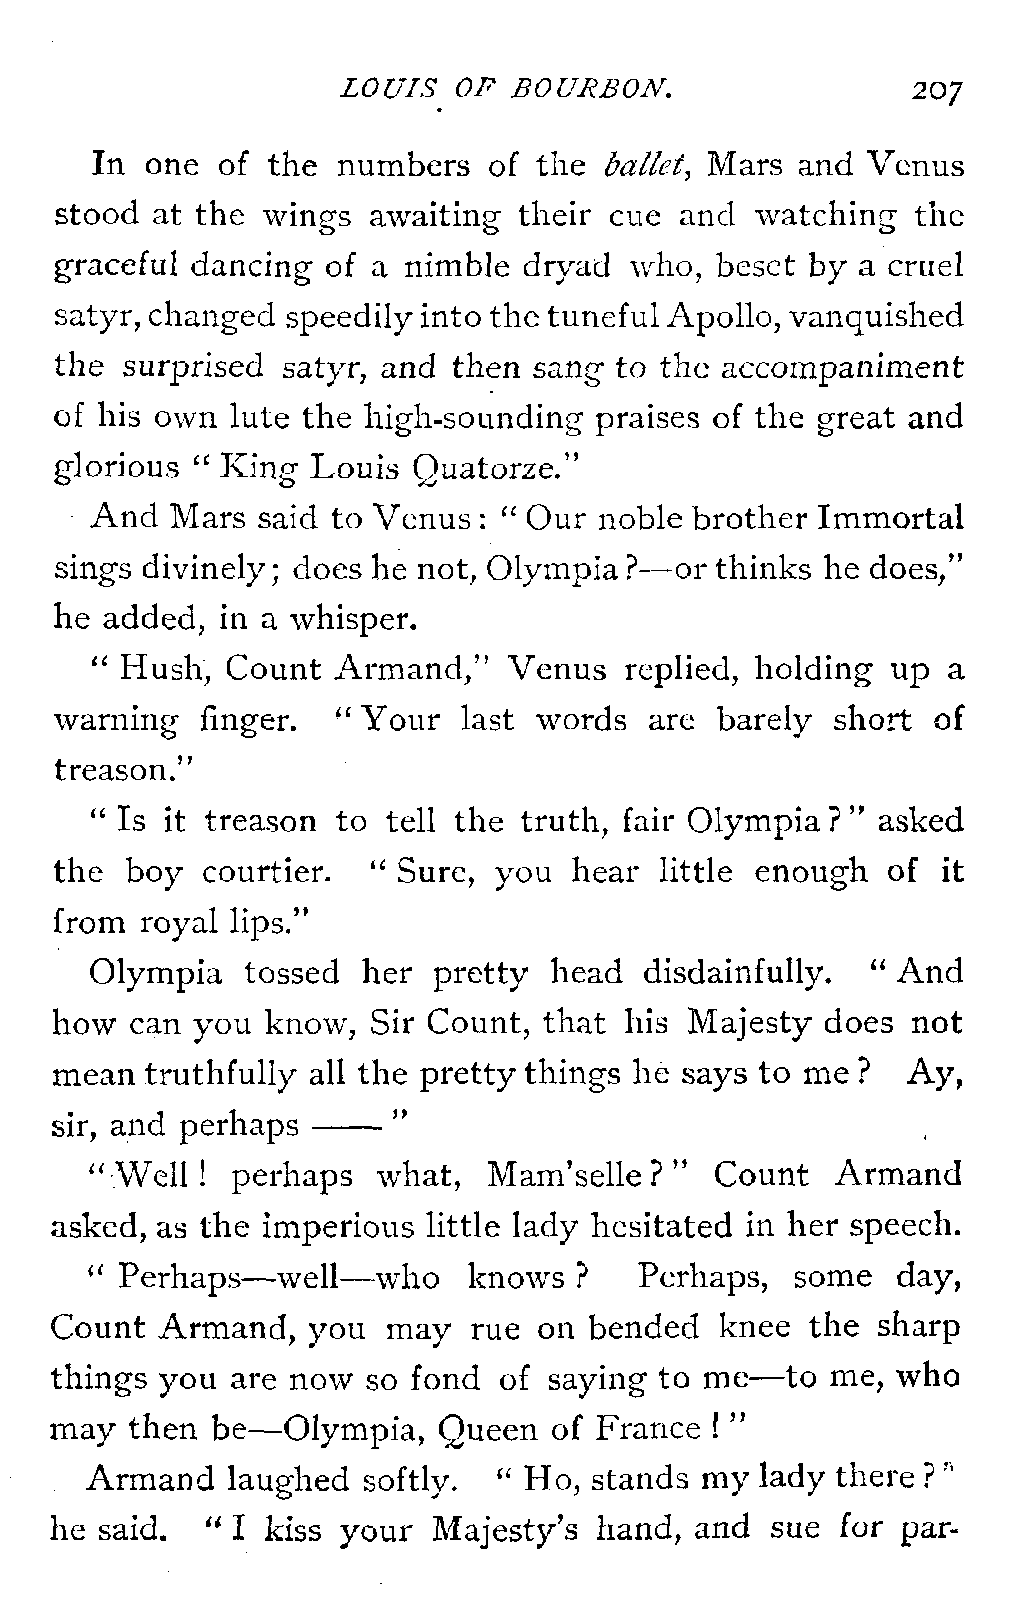 LOUIS OF BOURBON. 207
In one of the numbers of the ballet, Mars and Venus
stood at the wings awaiting their cue and watching the
graceful dancing of a nimble dryad who, beset by a cruel
satyr, changed speedily into the tuneful Apollo, vanquished
the surprised satyr, and then sang to the accompaniment
of his own lute the high-sounding praises of the great and
glorious “ King Louis Quatorze.”
And Mars said to Venus : “ Our noble brother Immortal
sings divinely ; does he not, Olympia ?—or thinks he does,”
he added, in a whisper.
“ Hush, Count Armand,” Venus replied, holding up a
warning finger. “ Your last words are barely short of
treason.”
“ Is it treason to tell the truth, fair Olympia ? ” asked
the boy courtier. “ Sure, you hear little enough of it
from royal lips.”
Olympia tossed her pretty head disdainfully. “ And
how can you know, Sir Count, that his Majesty does not
mean truthfully all the pretty things he says to me ? Ay,
sir, and perhaps —— ”
“ Well ! perhaps what, Mam’selle ? ” Count Armand
asked, as the imperious little lady hesitated in her speech.
“ Perhaps—well—who knows ? Perhaps, some day,
Count Armand, you may rue on bended knee the sharp
things you are now so fond of saying to me—to me, who
may then be—Olympia, Queen of France ! ”
Armand laughed softly. “ Ho, stands my lady there ? ”
he said. “ I kiss your Majesty’s hand, and sue for par-